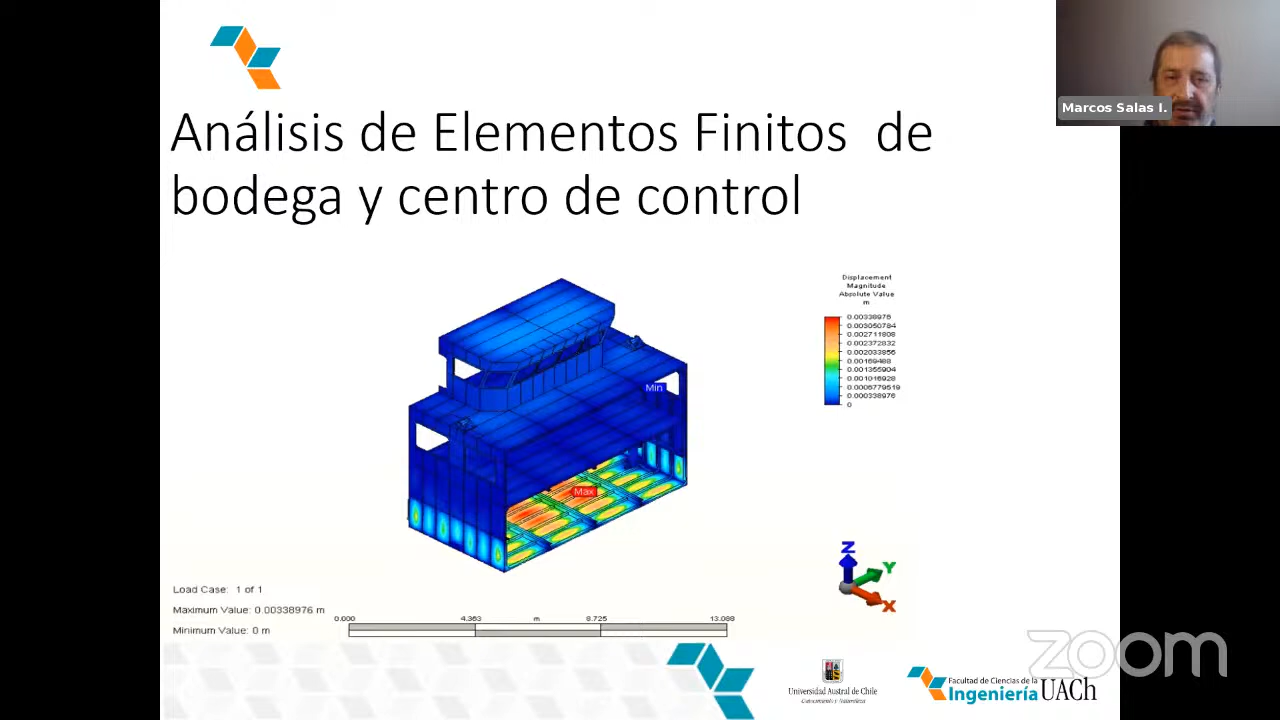 Marcos Salas I.
Análisis de Elementos Finitos de
bodega y centro de control
Displacement
Magnitude
Absolute Value
m
0.00338976
0.003050784
0.002711808
0.002372832
0.002033856
0.00169488
0.001355904
0.001016928
0.0006779519
0.000338976
0
Min
Max
Z
Y
X
Load Case: 1 of 1
Maximum Value: 0.00338976 m
Minimum Value: 0 m
0.000 4.363 m 8.725 13.088
zoom
Universidad Austral de Chile
Conocimiento y Naturaleza
Facultad de Ciencias de la
Ingeniería UACh